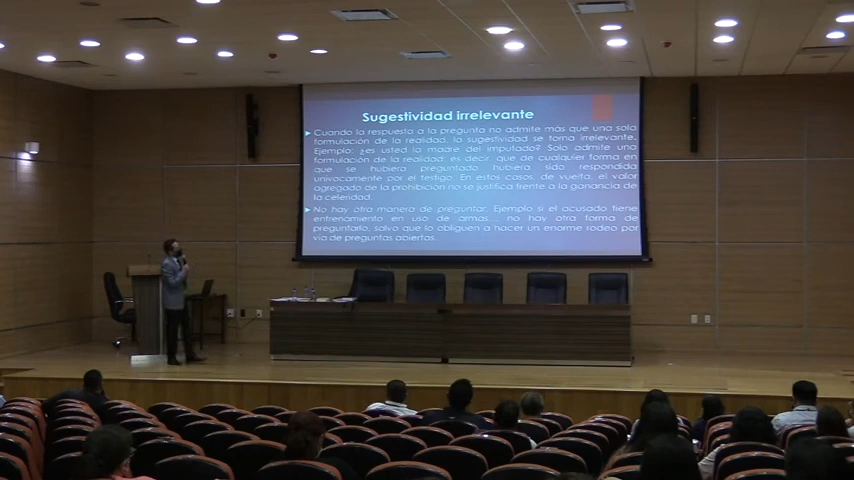 Sugestividad irrelevante
Cuando la respuesta a la pregunta no admite más que una sola
formulación de la realidad, la sugestividad se torna irrelevante.
Ejemplo: ¿es usted la madre del imputado? Solo admite una
formulación de la realidad; es decir, que de cualquier forma en
que se hubiera preguntado hubiera sido respondida
unívocamente por el testigo. En estos casos, de vuelta, el valor
agregado de la prohibición no se justifica frente a la ganancia de
la celeridad.
No hay otra manera de preguntar. Ejemplo si el acusado tiene
entrenamiento en uso de armas... no hay otra forma de
preguntarlo, salvo que lo obliguen a hacer un enorme rodeo por
vía de preguntas abiertas.